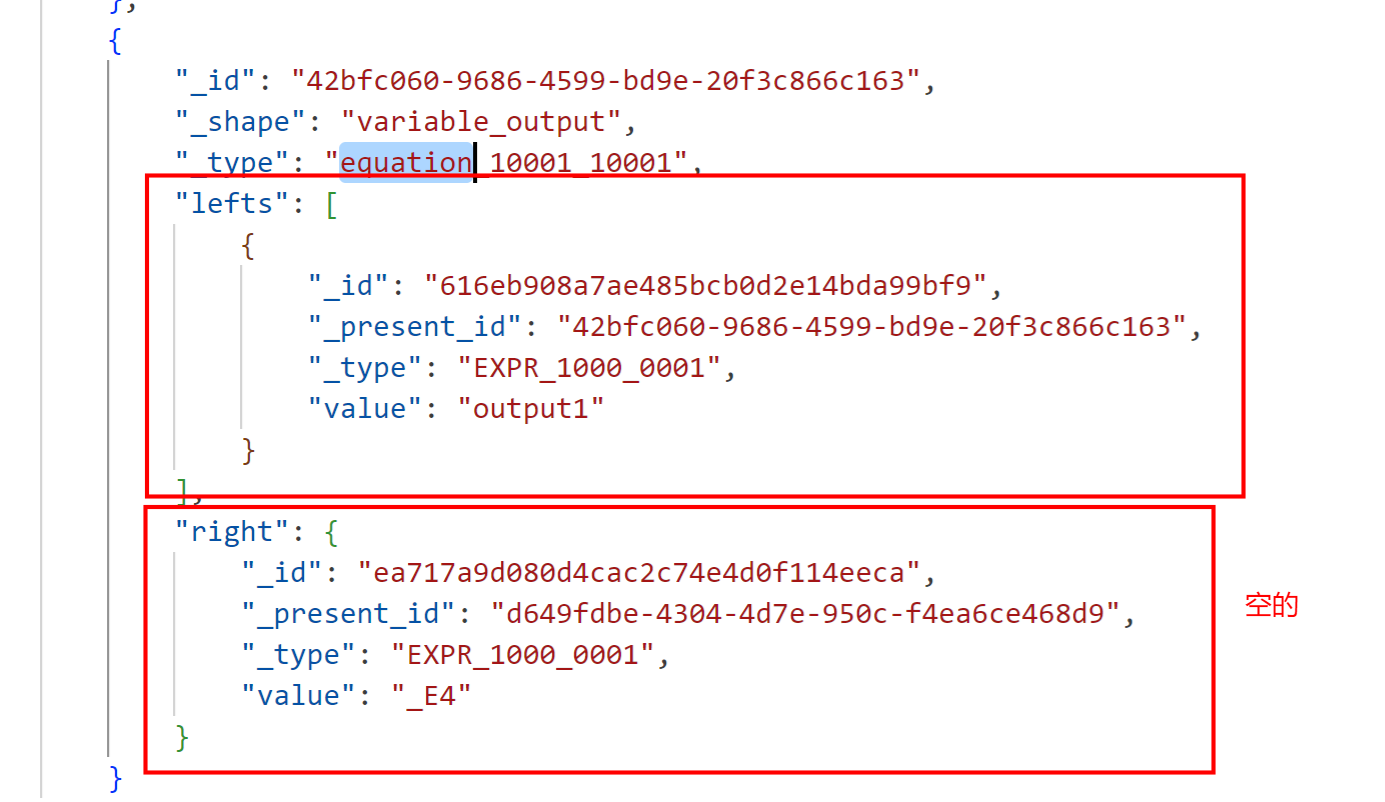 },
{
"_id": "42bfc060-9686-4599-bd9e-20f3c866c163",
"_shape": "variable_output",
"_type": "equation_10001_10001",
"lefts": [
{
"_id": "616eb908a7ae485bcb0d2e14bda99bf9",
"_present_id": "42bfc060-9686-4599-bd9e-20f3c866c163",
"_type": "EXPR_1000_0001",
"value": "output1"
}
],
"right": {
"_id": "ea717a9d080d4cac2c74e4d0f114eeca",
空的
"_present_id": "d649fdbe-4304-4d7e-950c-f4ea6ce468d9",
"_type": "EXPR_1000_0001",
"value": "_E4"
}
}